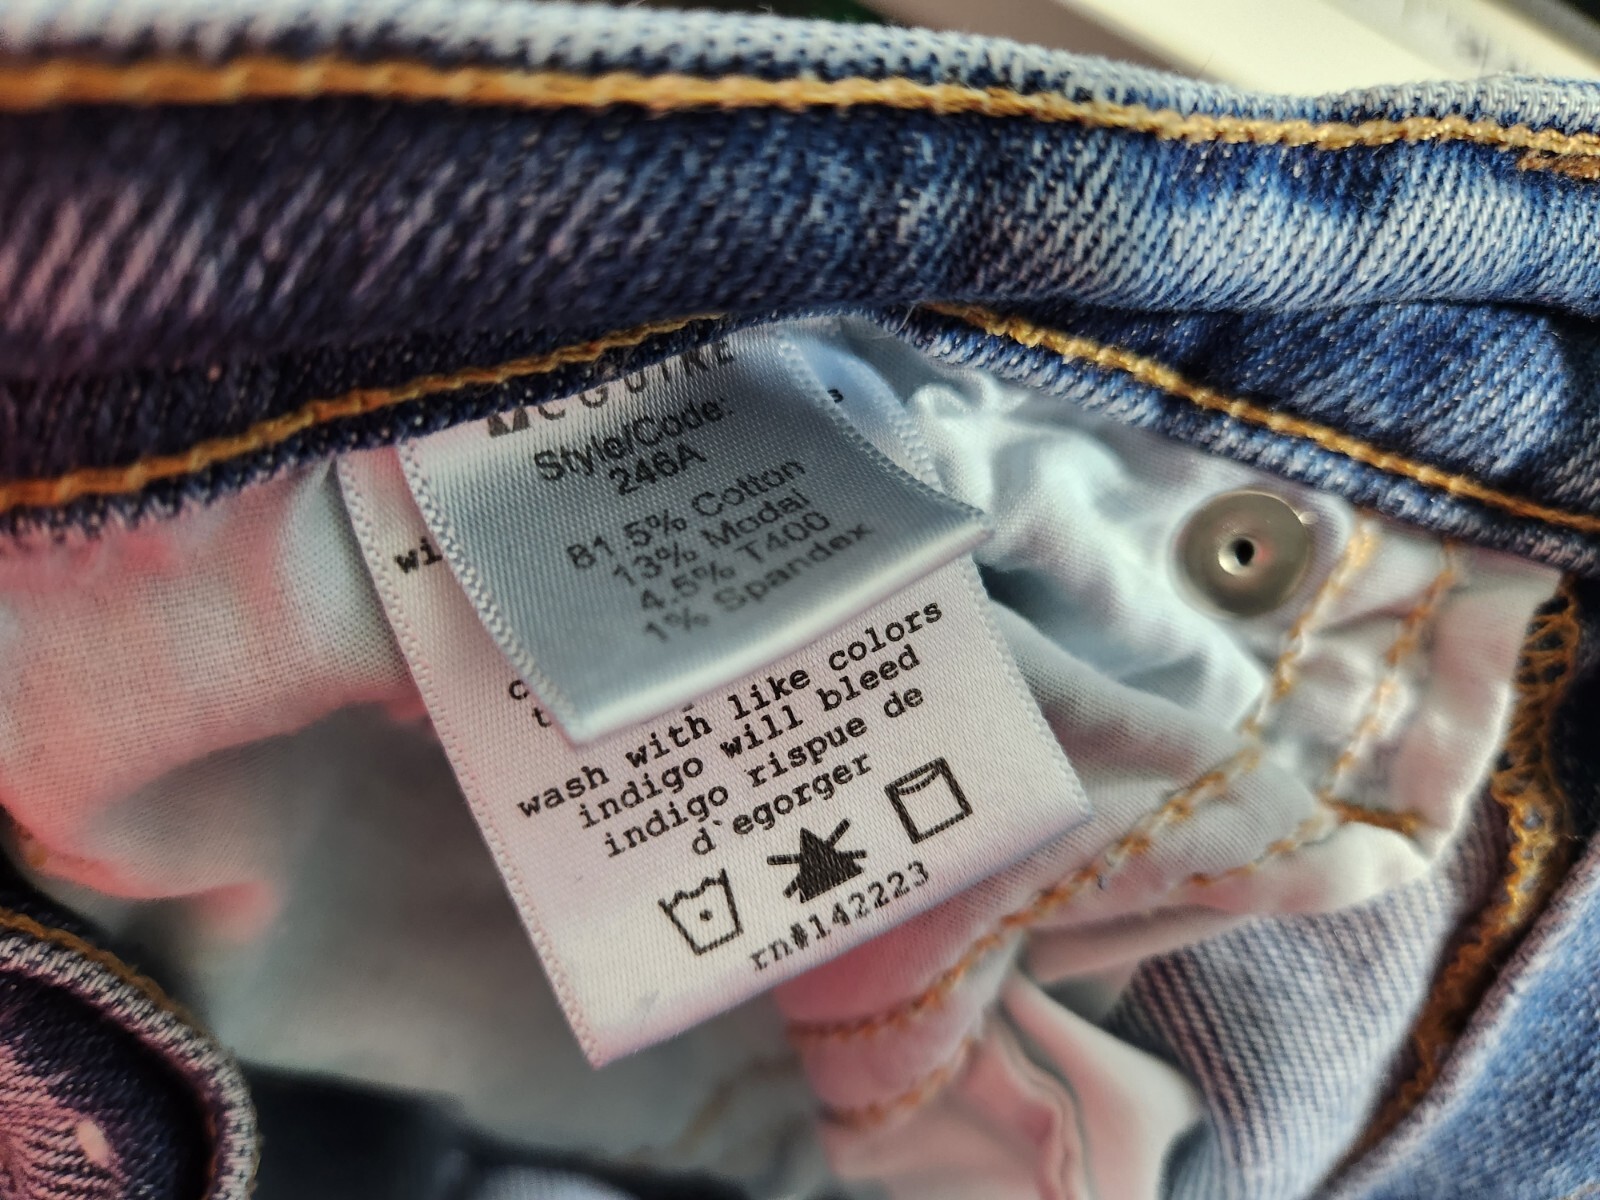 McGUIRE
Style/Code:
246A
81.5% Cotton
13% Modal
4.5% T400
1% Spandex
wash with like colors
indigo will bleed
indigo rispue de
d`egorger
rn#142223